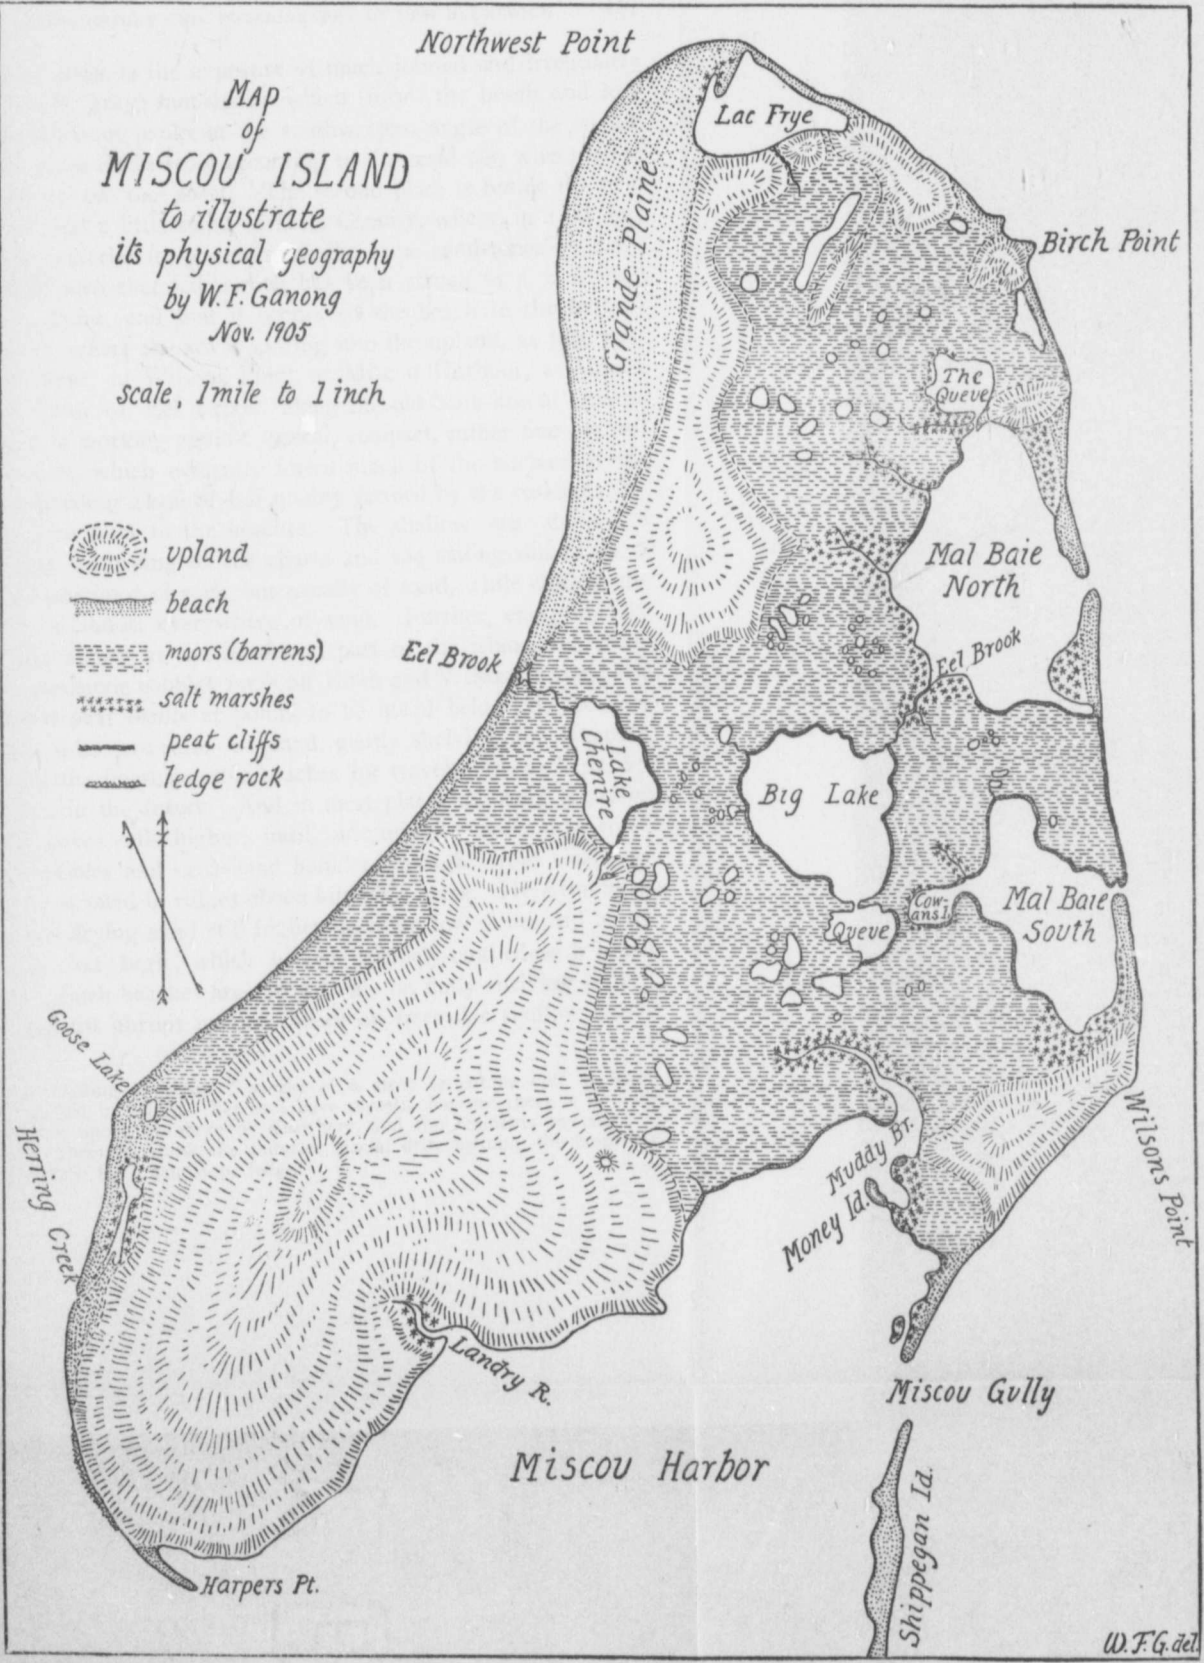 Northwest Point
MAP
of
MISCOU ISLAND
to illustrate
its physical geography
by W.F. Ganong
Nov. 1905
scale, 1 mile to 1 inch
Lac Frye
Grande Plaine
Birch Point
The
Queve
upland
beach
moors (barrens)
salt marshes
peat cliffs
ledge rock
Mal Baie
North
Eel Brook
Eel Brook
Lake
Chenire
Big Lake
Cow-
ans I.
Queve
Mal Baie
South
Goose Lake
Herring Creek
Muddy Br.
Money Id.
Wilsons Point
Landry R.
Miscou Gully
Miscou Harbor
Harpers Pt.
Shippegan Id.
W.F.G. del.